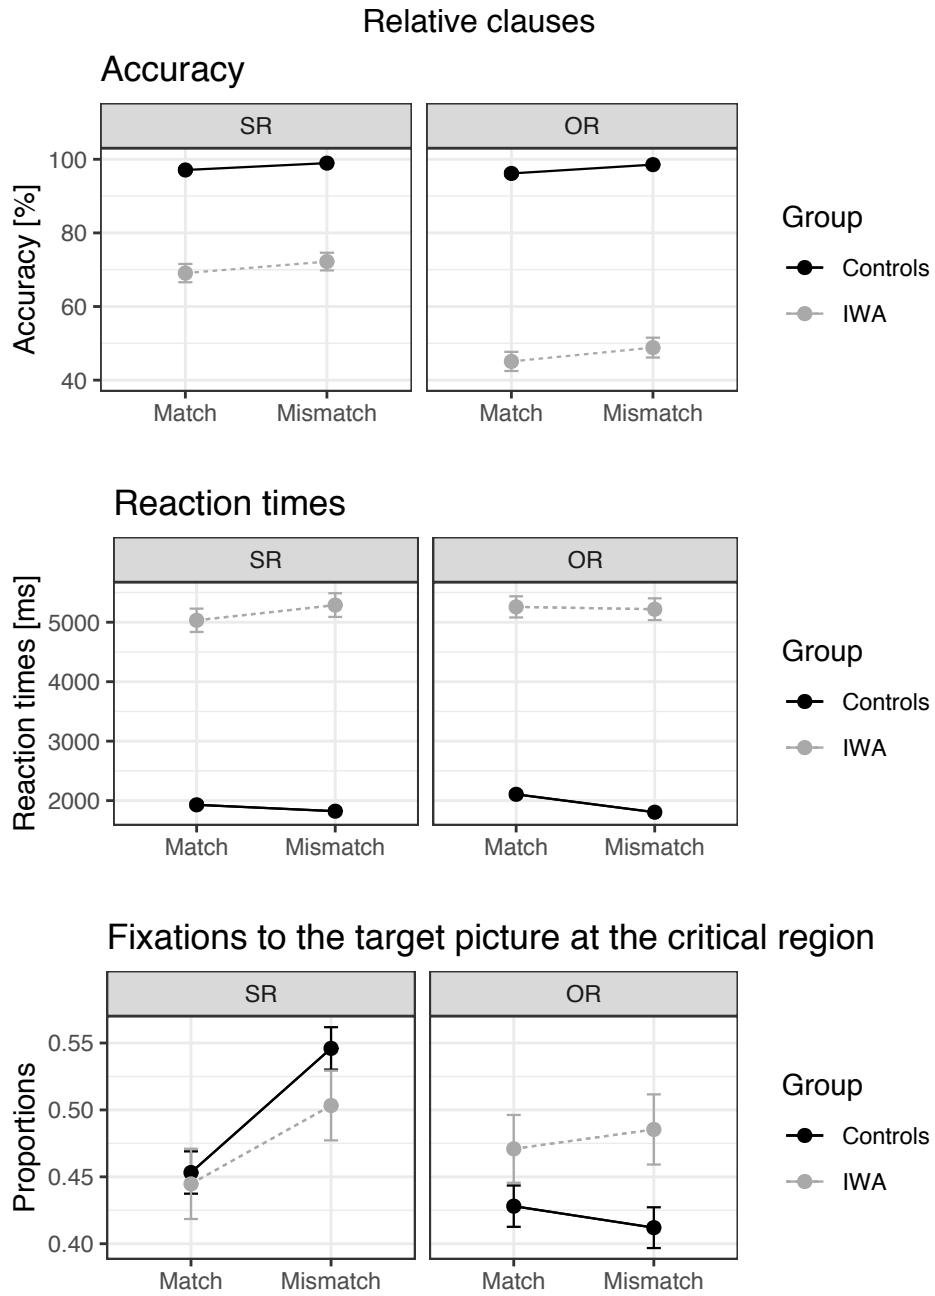 Relative clauses
Accuracy
SR OR
Accuracy [%]
100
80
60
40
Match Mismatch Match Mismatch
Group
Controls
IWA
Reaction times
SR OR
Reaction times [ms]
5000
4000
3000
2000
Match Mismatch Match Mismatch
Group
Controls
IWA
Fixations to the target picture at the critical region
SR OR
Proportions
0.55
0.50
0.45
0.40
Match Mismatch Match Mismatch
Group
Controls
IWA